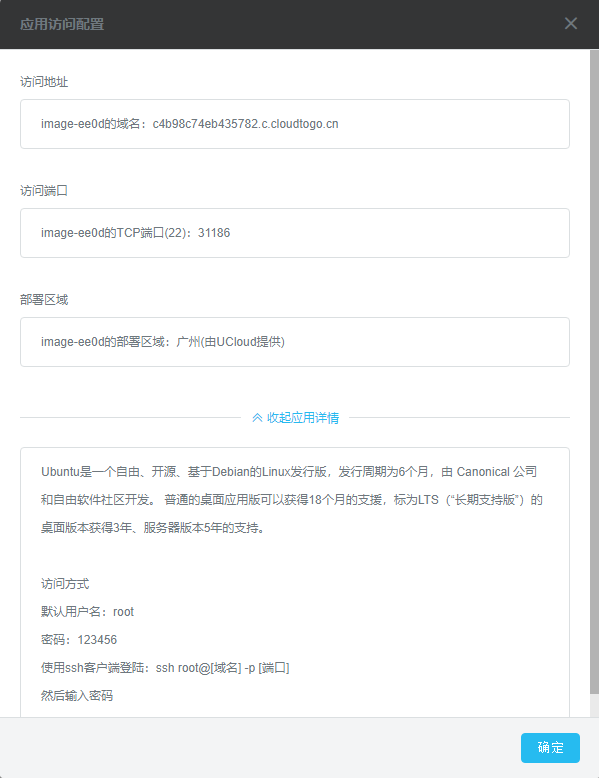 应用访问配置
访问地址
image-ee0d的域名：c4b98c74eb435782.c.cloudtogo.cn
访问端口
image-ee0d的TCP端口(22)：31186
部署区域
image-ee0d的部署区域：广州(由UCloud提供)
收起应用详情
Ubuntu是一个自由、开源、基于Debian的Linux发行版，发行周期为6个月，由 Canonical 公司
和自由软件社区开发。 普通的桌面应用版可以获得18个月的支援，标为LTS（“长期支持版”）的
桌面版本获得3年、服务器版本5年的支持。
访问方式
默认用户名：root
密码：123456
使用ssh客户端登陆：ssh root@[域名] -p [端口]
然后输入密码
确定